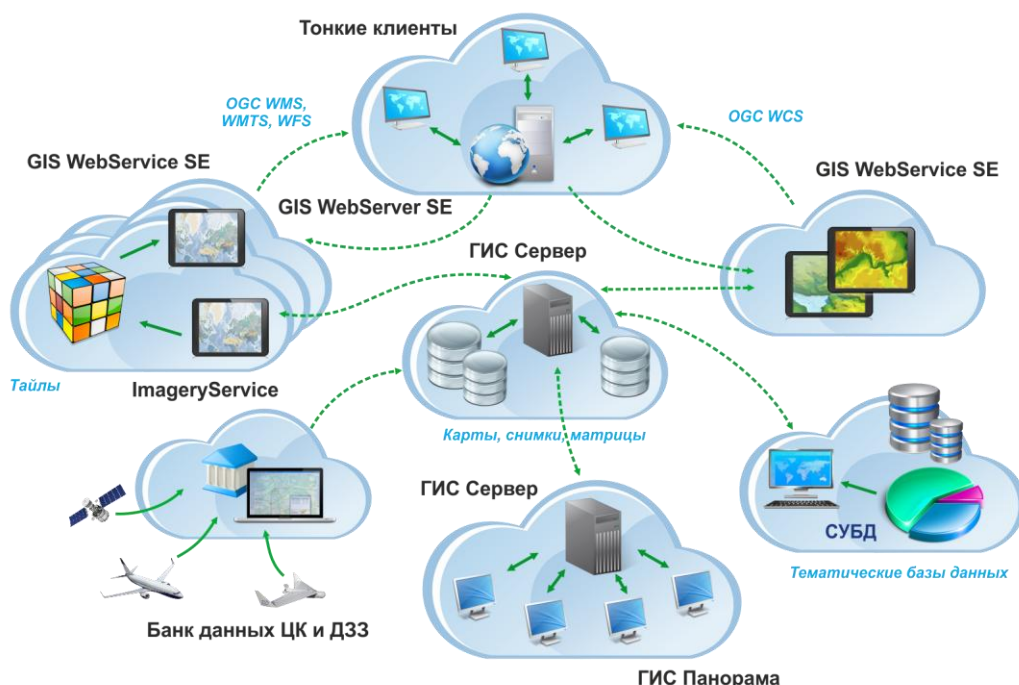 Тонкие клиенты
OGC WMS,
WMTS, WFS
OGC WCS
GIS WebService SE
GIS WebService SE
GIS WebServer SE
ГИС Сервер
Тайлы
ImageryService
Карты, снимки, матрицы
ГИС Сервер
СУБД
Тематические базы данных
Банк данных ЦК и ДЗЗ
ГИС Панорама